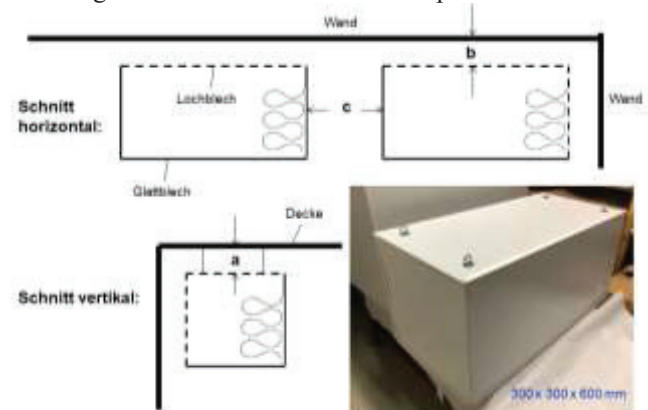 Wand
b
Lochblech
c
Wand
Schnitt
horizontal:
Glattblech
Decke
a
Schnitt vertikal:
300 x 300 x 600 mm